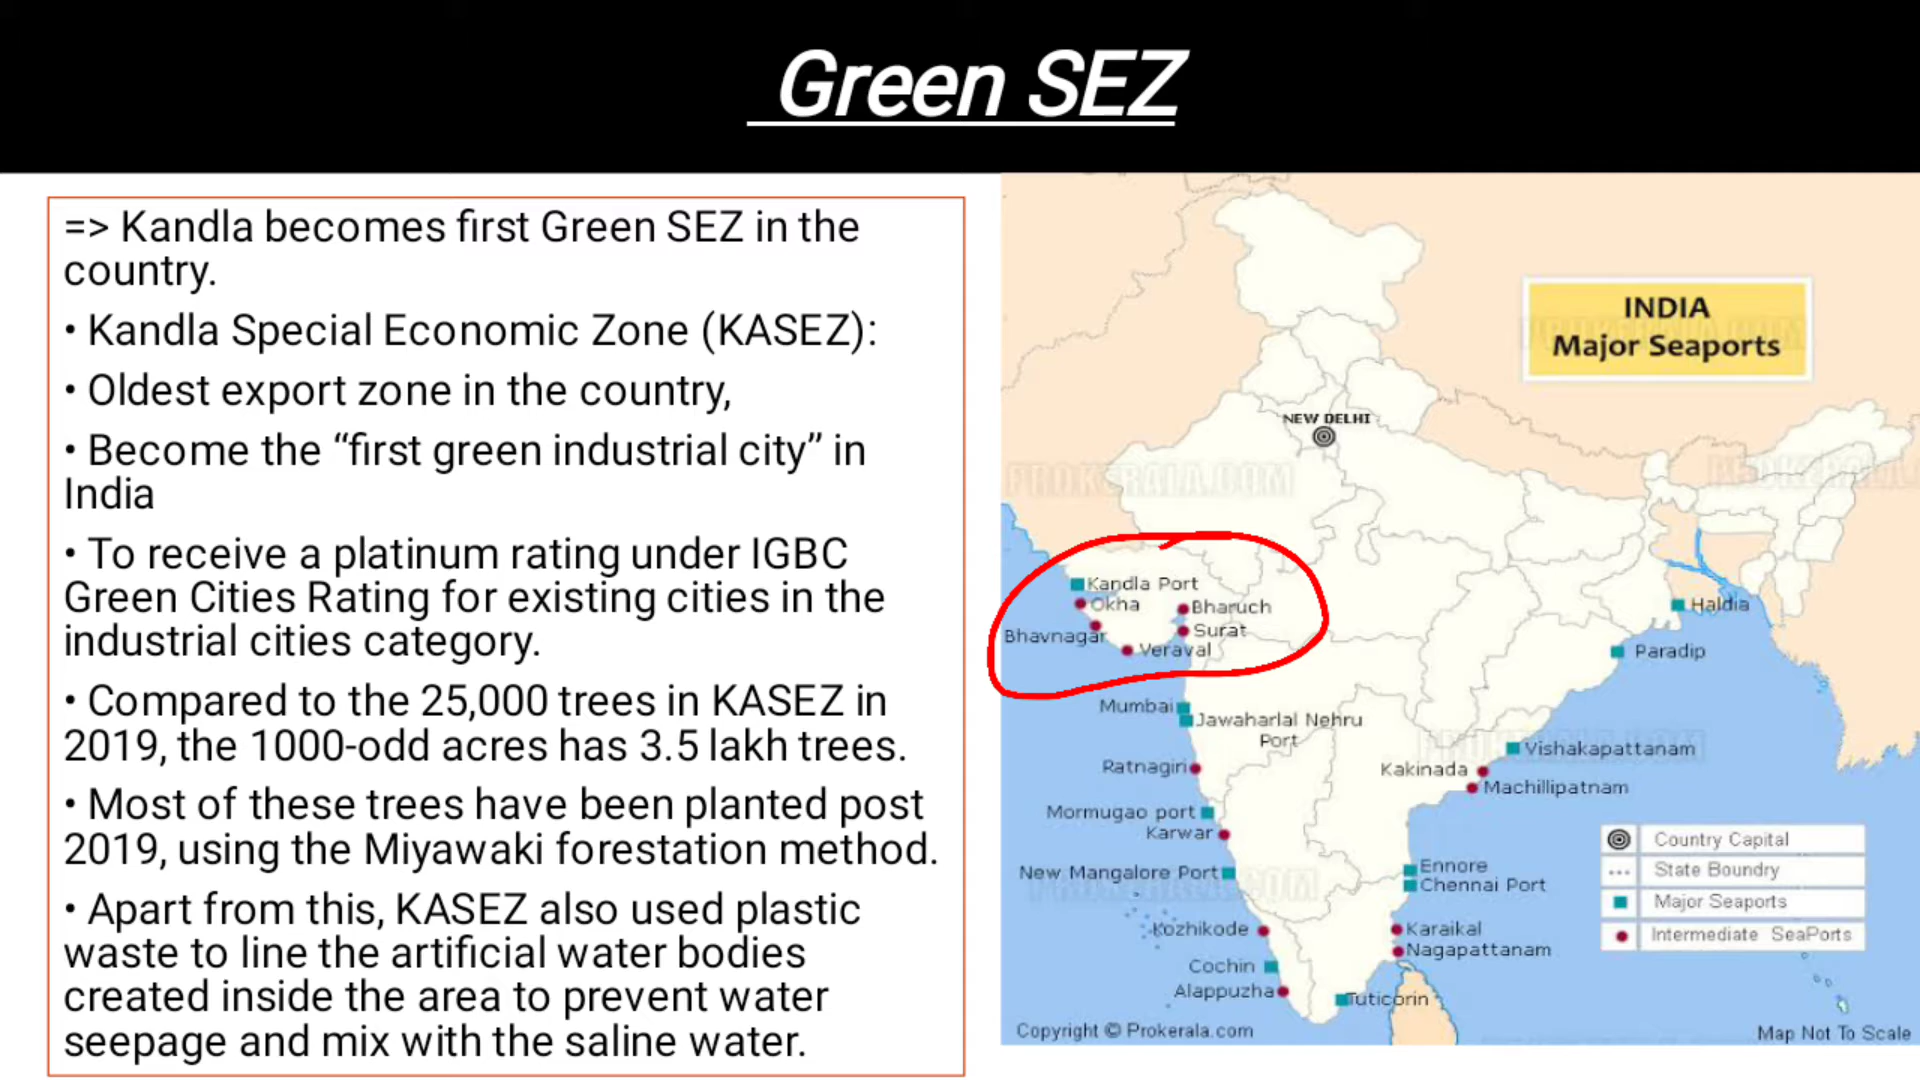 Green SEZ
=> Kandla becomes first Green SEZ in the
country.
• Kandla Special Economic Zone (KASEZ):
• Oldest export zone in the country,
• Become the “first green industrial city” in
India
• To receive a platinum rating under IGBC
Green Cities Rating for existing cities in the
industrial cities category.
• Compared to the 25,000 trees in KASEZ in
2019, the 1000-odd acres has 3.5 lakh trees.
• Most of these trees have been planted post
2019, using the Miyawaki forestation method.
• Apart from this, KASEZ also used plastic
waste to line the artificial water bodies
created inside the area to prevent water
seepage and mix with the saline water.
INDIA
Major Seaports
NEW DELHI
PROKERALA.COM
Kandla Port
Okha
Bharuch
Bhavnagar
Surat
Veraval
Haldia
Paradip
Mumbai
Jawaharlal Nehru
Port
Vishakapattanam
Ratnagiri
Kakinada
Machillipatnam
Mormugao port
Karwar
New Mangalore Port
Ennore
Chennai Port
Kozhikode
Karaikal
Nagapattanam
Cochin
Alappuzha
Tuticorin
Country Capital
State Boundry
Major Seaports
Intermediate SeaPorts
Copyright © Prokerala.com
Map Not To Scale